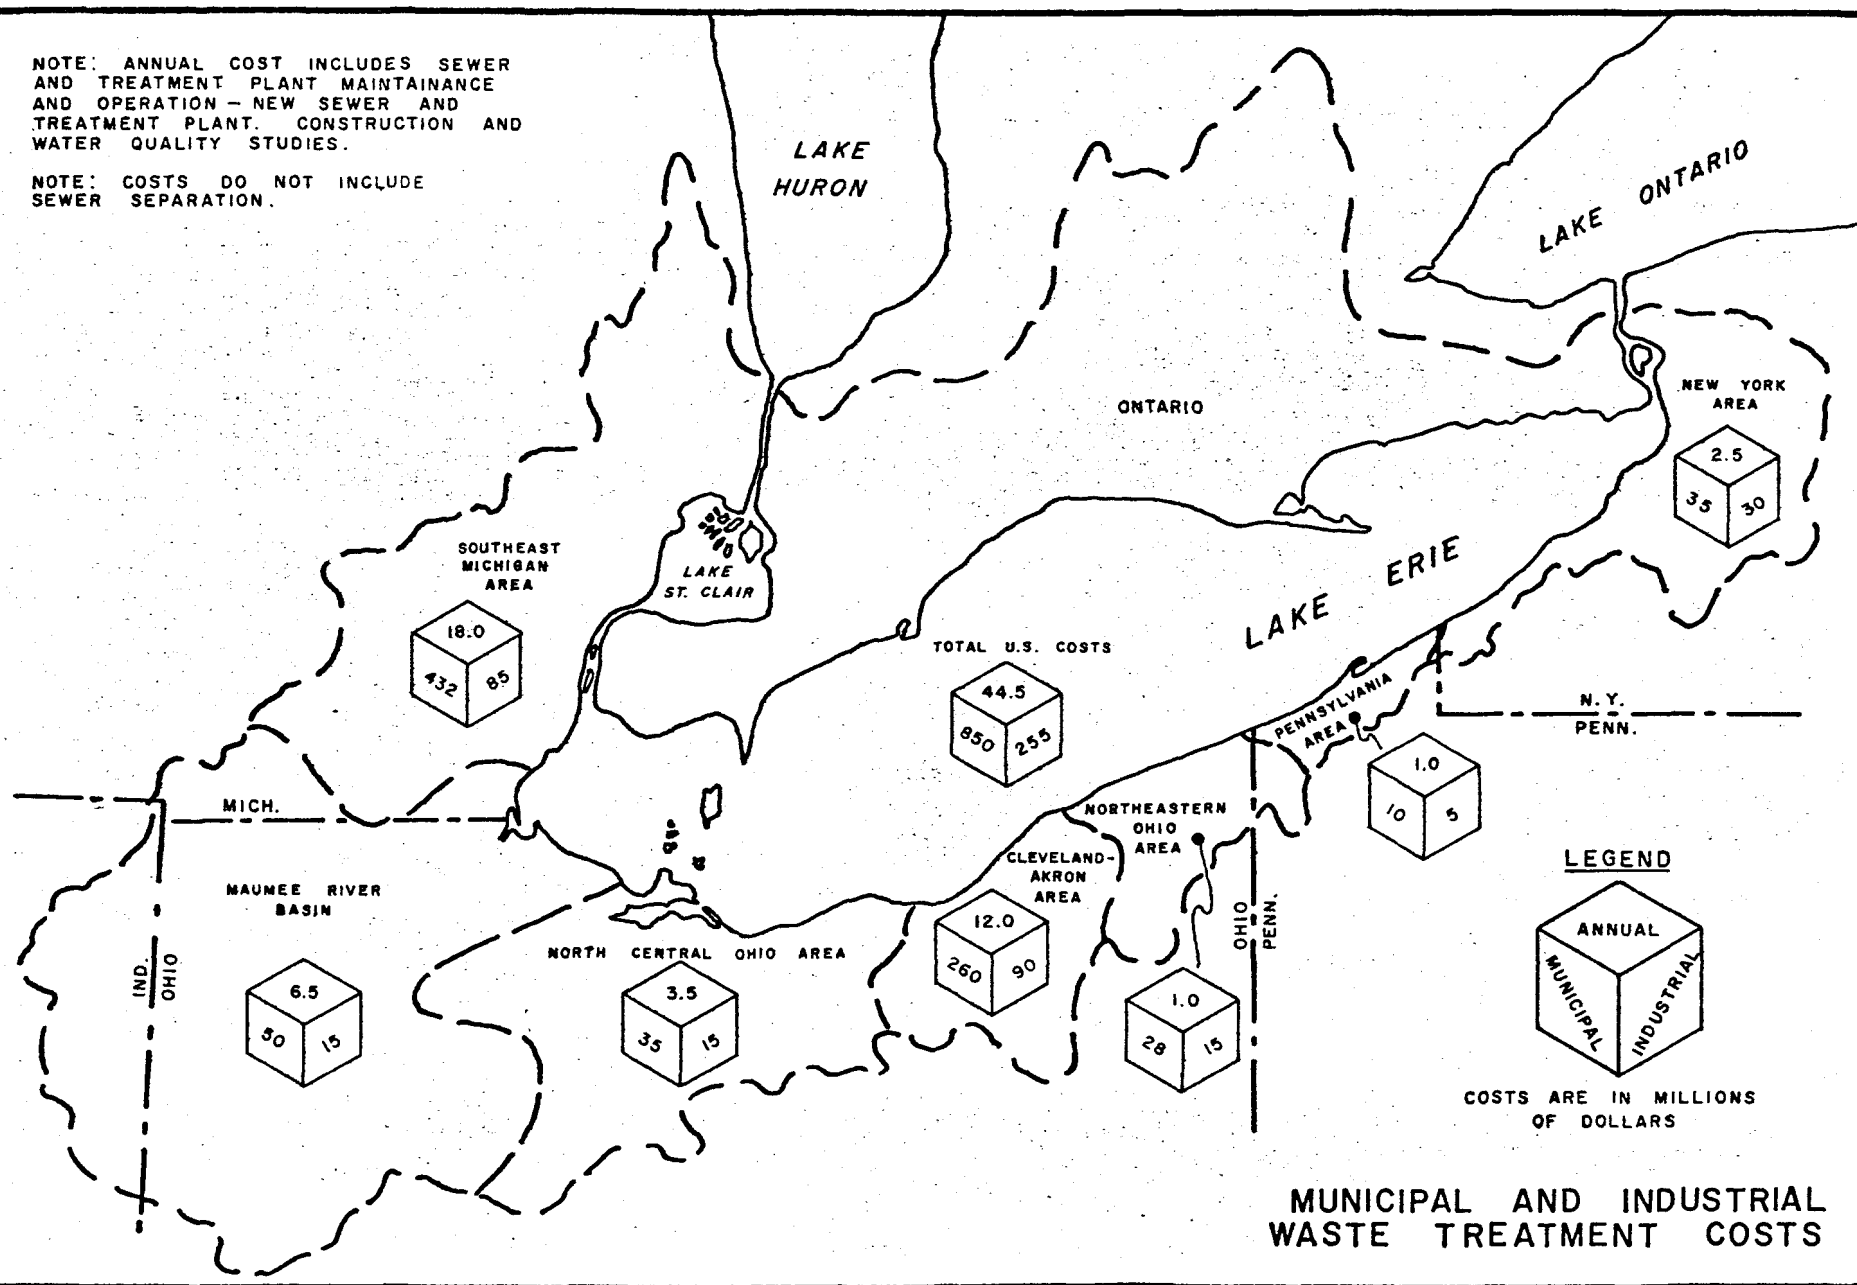 NOTE: ANNUAL COST INCLUDES SEWER
AND TREATMENT PLANT MAINTAINANCE
AND OPERATION – NEW SEWER AND
TREATMENT PLANT. CONSTRUCTION AND
WATER QUALITY STUDIES.
NOTE: COSTS DO NOT INCLUDE
SEWER SEPARATION.
LAKE
HURON
LAKE ONTARIO
ONTARIO
NEW YORK
AREA
2.5
35
30
SOUTHEAST
MICHIGAN
AREA
18.0
432
85
LAKE
ST. CLAIR
LAKE ERIE
TOTAL U.S. COSTS
44.5
850
255
PENNSYLVANIA
AREA
1.0
10
5
N.Y.
PENN.
MICH.
NORTHEASTERN
OHIO
AREA
1.0
28
15
CLEVELAND-
AKRON
AREA
12.0
260
90
OHIO
PENN.
MAUMEE RIVER
BASIN
6.5
50
15
IND.
OHIO
NORTH CENTRAL OHIO AREA
3.5
35
15
LEGEND
ANNUAL
MUNICIPAL
INDUSTRIAL
COSTS ARE IN MILLIONS
OF DOLLARS
MUNICIPAL AND INDUSTRIAL
WASTE TREATMENT COSTS